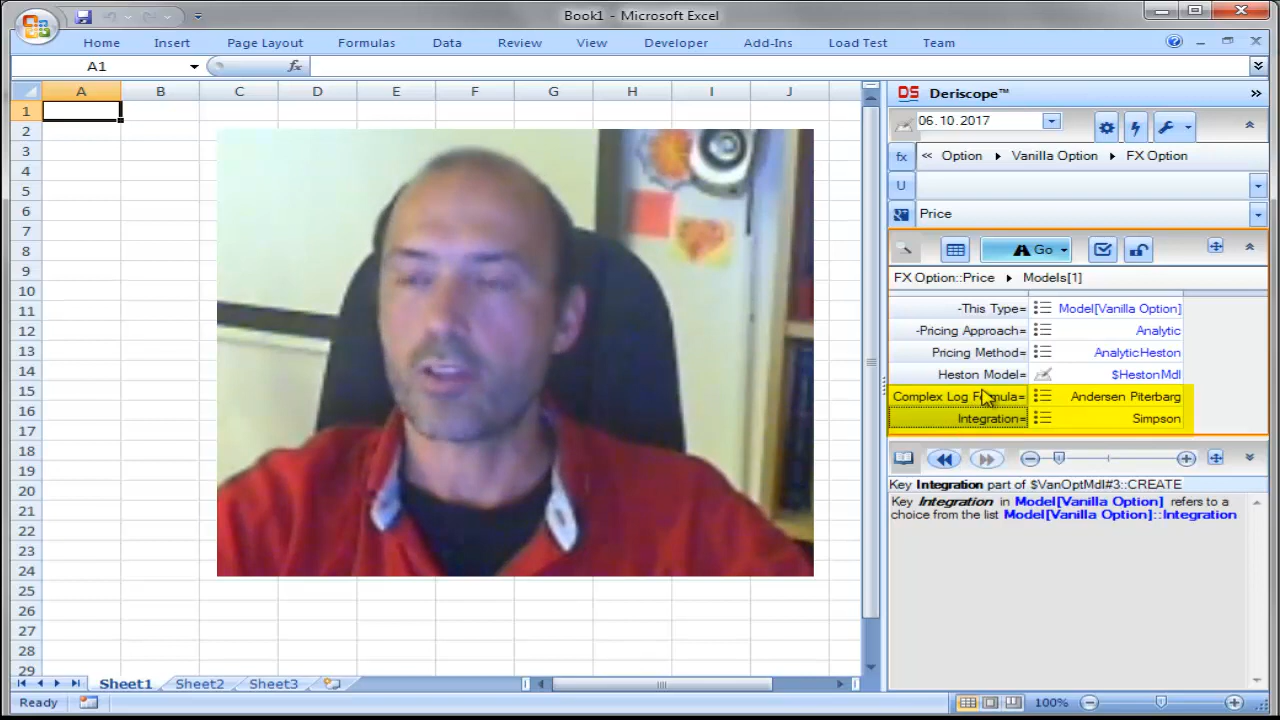 Book1 - Microsoft Excel
Home Insert Page Layout Formulas Data Review View Developer Add-Ins Load Test Team
A1 fx
A B C D E F G H I J
1
2
3
4
5
6
7
8
9
10
11
12
13
14
15
16
17
18
19
20
21
22
23
24
25
26
27
28
29
Sheet1 Sheet2 Sheet3
Ready
100%
DS Deriscope™ »
06.10.2017
fx « Option Vanilla Option FX Option
U
Price
Go
FX Option::Price Models[1]
-This Type= Model[Vanilla Option]
-Pricing Approach= Analytic
Pricing Method= AnalyticHeston
Heston Model= $HestonMdl
Complex Log Formula= Andersen Piterbarg
Integration= Simpson
Key Integration part of $VanOptMdl#3::CREATE
Key Integration in Model[Vanilla Option] refers to a
choice from the list Model[Vanilla Option]::Integration